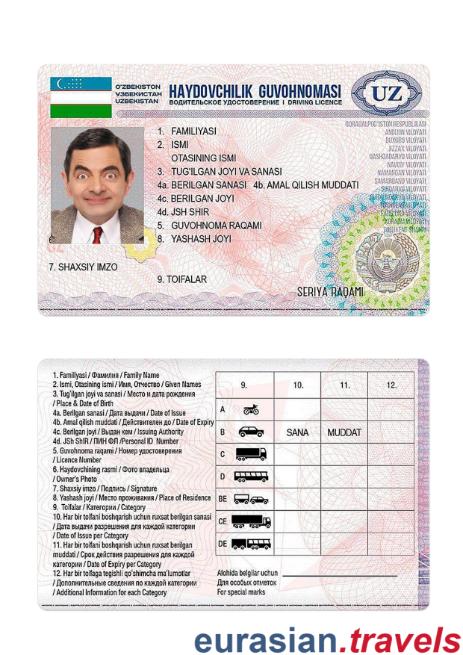 O'ZBEKISTON
УЗБЕКИСТАН
UZBEKISTAN
HAYDOVCHILIK GUVOHNOMASI
ВОДИТЕЛЬСКОЕ УДОСТОВЕРЕНИЕ I DRIVING LICENCE
UZ
1. FAMILIYASI
2. ISMI
OTASINING ISMI
3. TUG'ILGAN JOYI VA SANASI
4a. BERILGAN SANASI 4b. AMAL QILISH MUDDATI
4c. BERILGAN JOYI
4d. JSH SHIR
5. GUVOHNOMA RAQAMI
8. YASHASH JOYI
7. SHAXSIY IMZO
9. TOIFALAR
SERIYA RAQAMI
1. Familiyasi / Фамилия / Family Name
2. Ismi, Otasining ismi / Имя, Отчество / Given Names
3. Tug'ilgan joyi va sanasi / Место и дата рождения
/ Place & Date of Birth
4a. Berilgan sanasi / Дата выдачи / Date of Issue
4b. Amal qilish muddati / Действителен до / Date of Expiry
4c. Berilgan joyi / Выдан кем / Issuing Authority
4d. JSh ShIR / ПИН ФЛ /Personal ID Number
5. Guvohnoma raqami / Номер удостоверения
/ Licence Number
6. Haydovchining rasmi / Фото владельца
/ Owner's Photo
7. Shaxsiy imzo / Подпись / Signature
8. Yashash joyi / Место проживания / Place of Residence
9. Toifalar / Категории / Category
10. Har bir toifani boshqarish uchun ruxsat berilgan sanasi
/ Дата выдачи разрешения для каждой категории
/ Date of Issue per Category
11. Har bir toifani boshqarish uchun ruxsat berilgan
muddati / Срок действия разрешения для каждой
категории / Date of Expiry per Category
12. Har bir toifaga tegishli qo'shimcha ma'lumotlar
/ Дополнительные сведения по каждой категории
/ Additional Information for each Category
9. 10. 11. 12.
A
B SANA MUDDAT
C
D
BE
CE
DE
Alohida belgilar uchun
Для особых отметок
For special marks
eurasian.travels